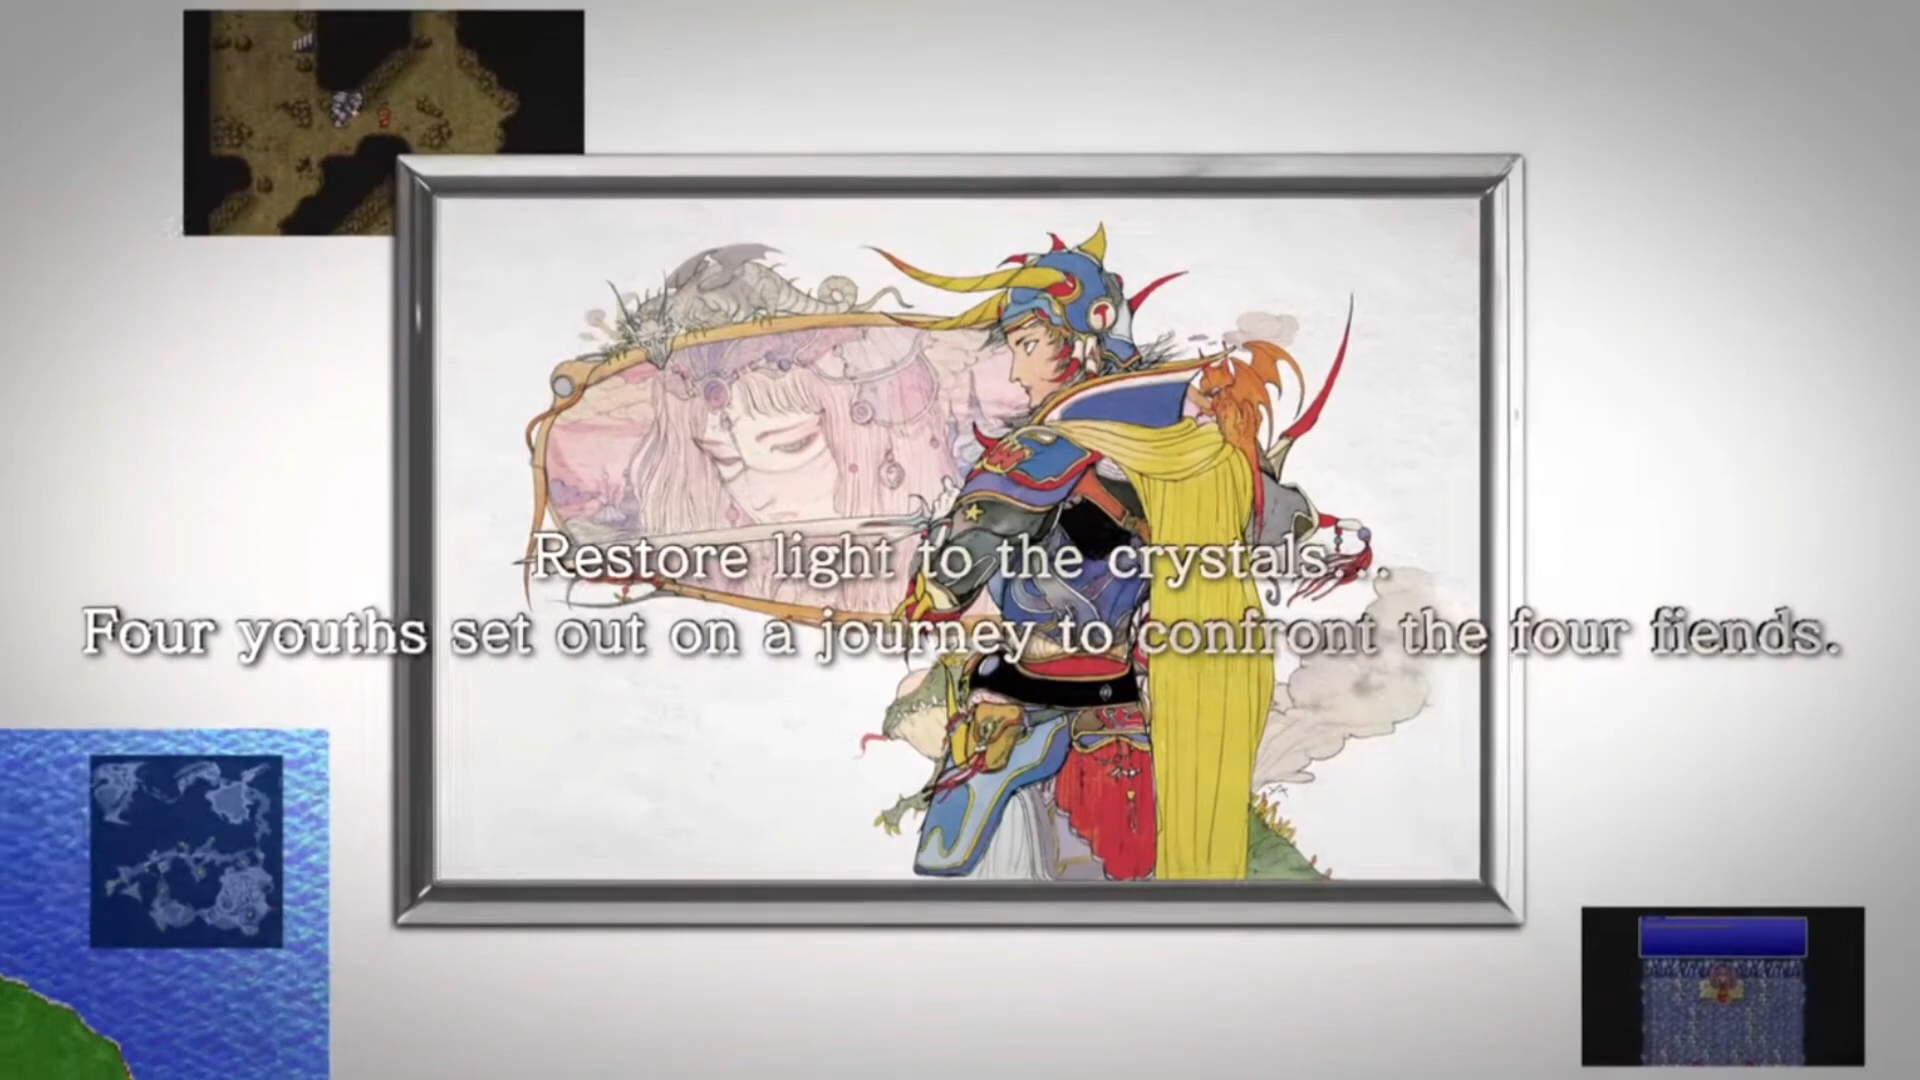 Restore light to the crystals...
Four youths set out on a journey to confront the four fiends.